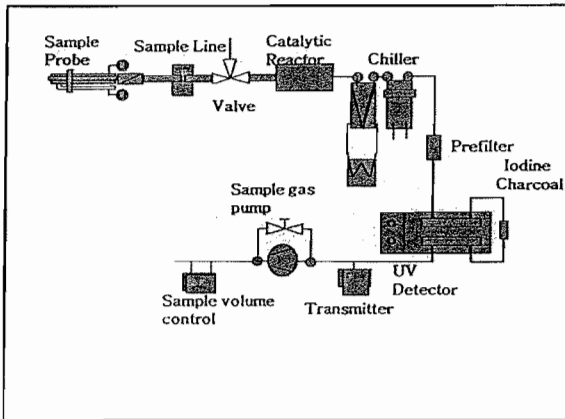 Sample
Probe
Sample Line
Valve
Catalytic
Reactor
Chiller
Prefilter
Iodine
Charcoal
Sample gas
pump
UV
Detector
Transmitter
Sample volume
control